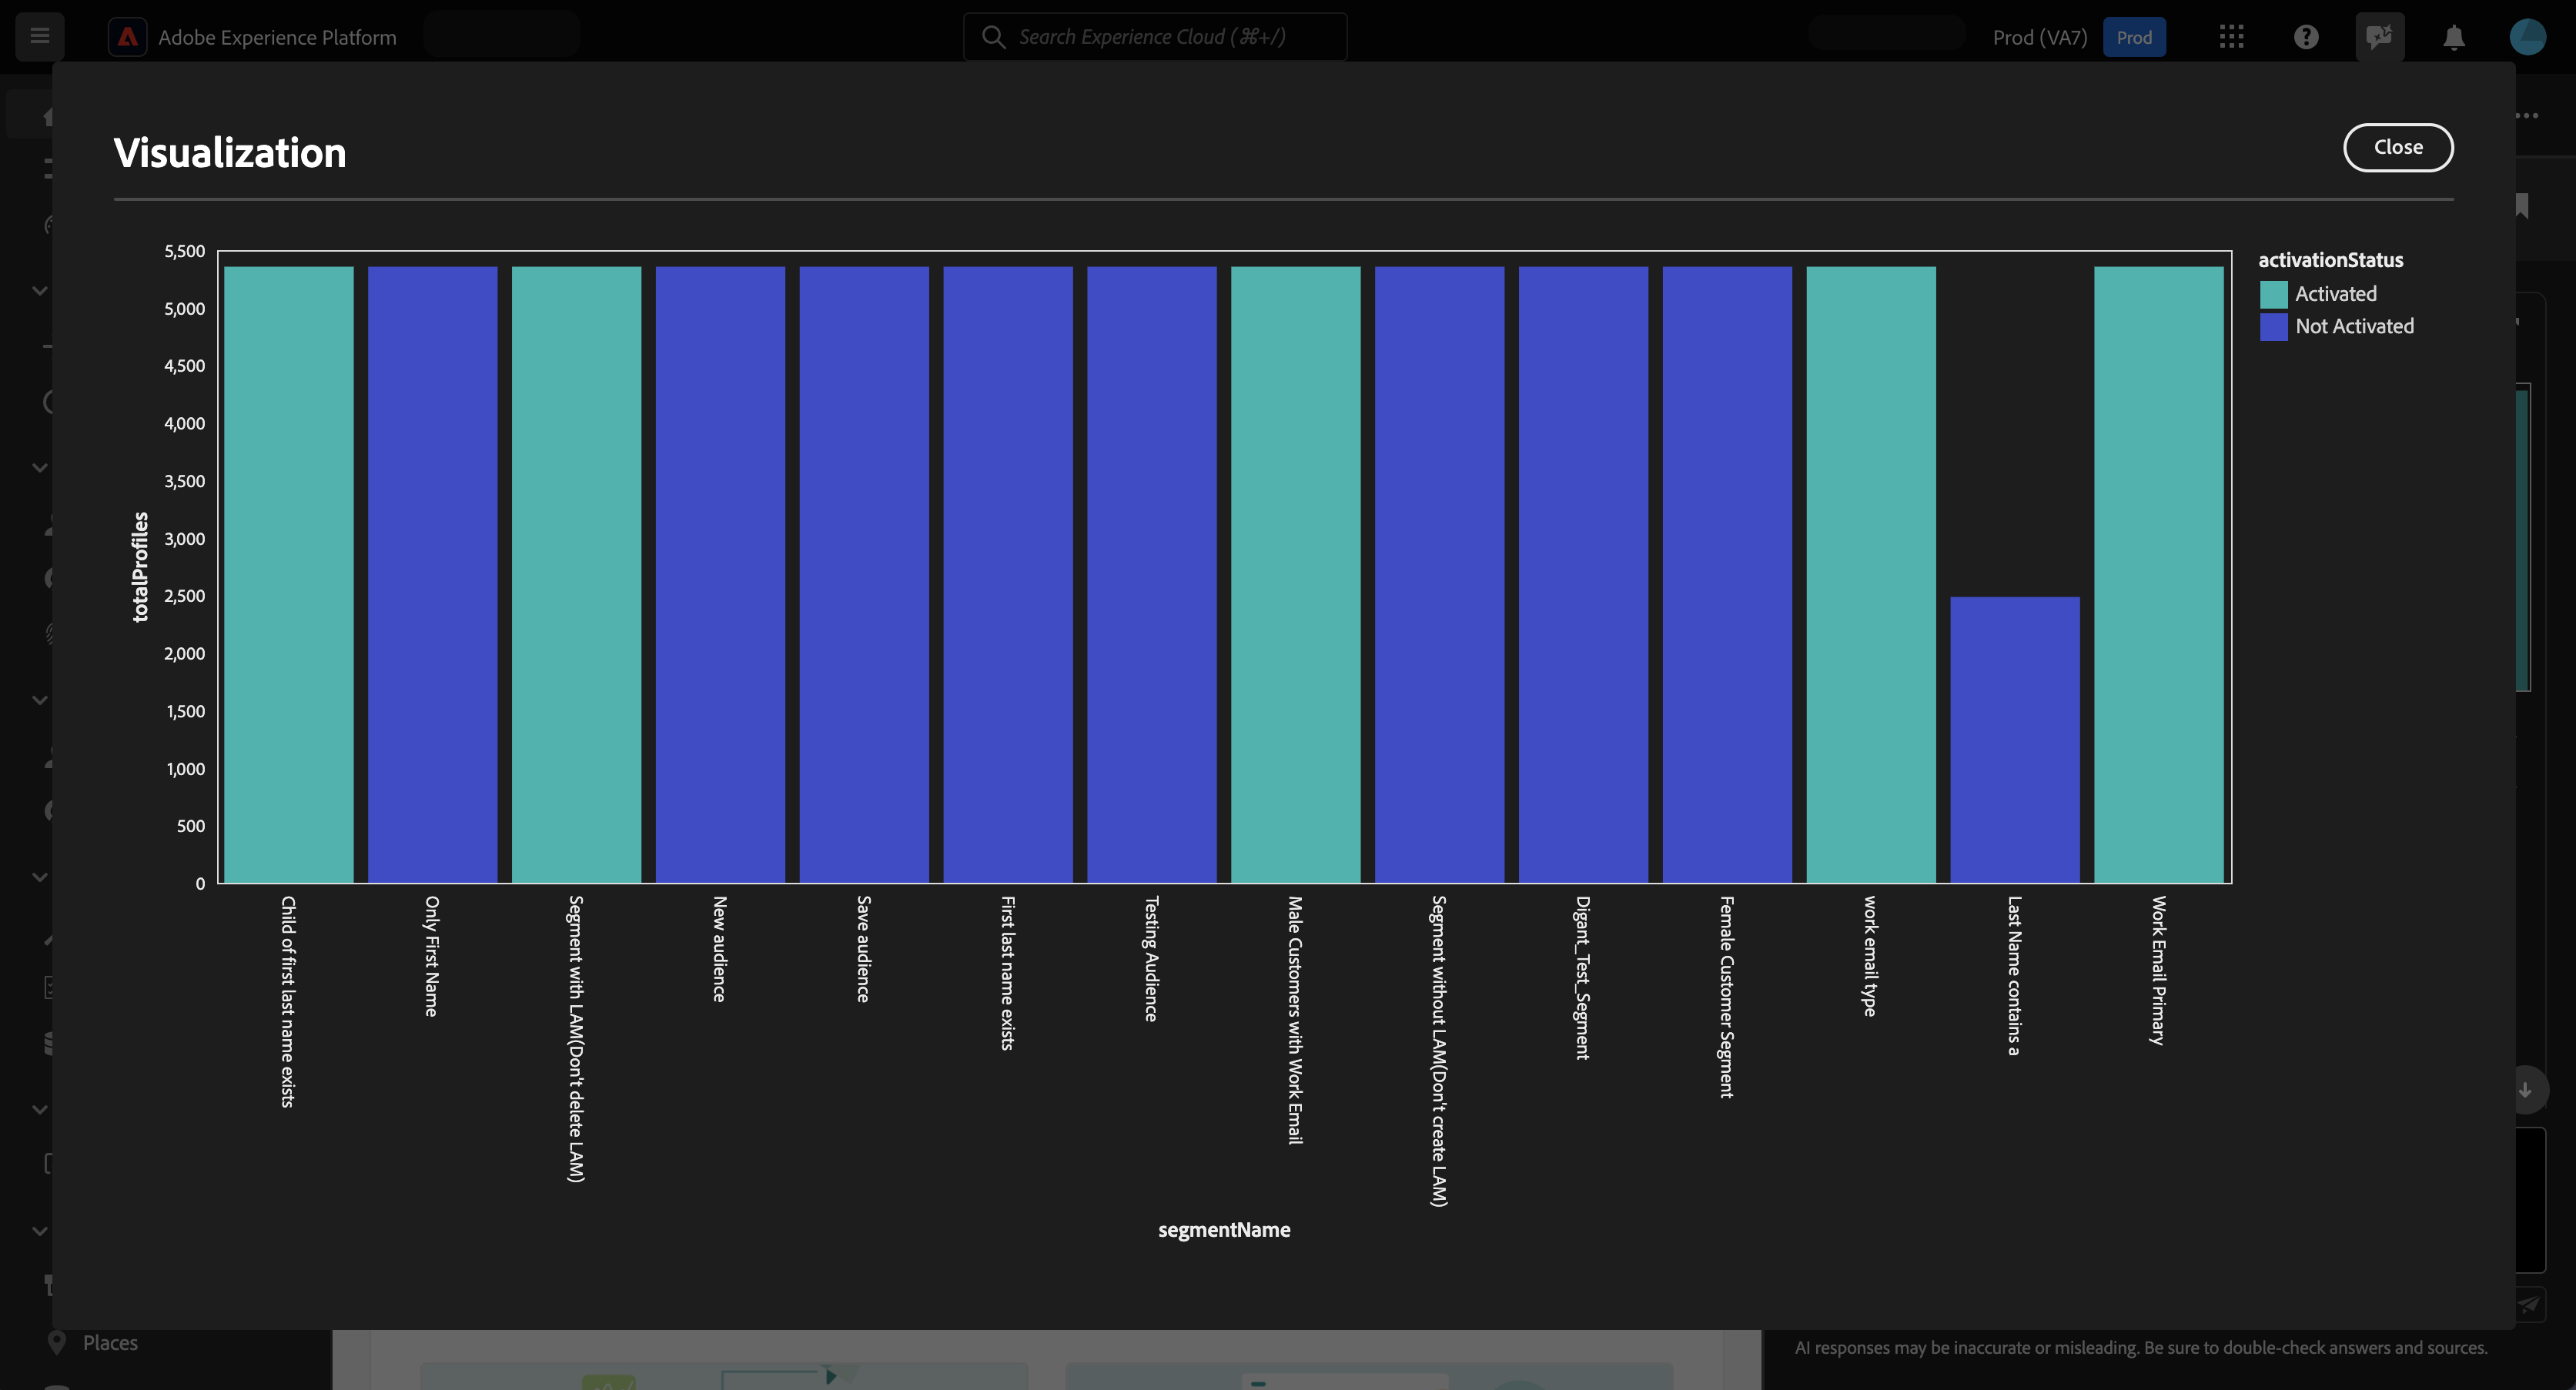 Adobe Experience Platform
Search Experience Cloud (⌘+/)
Prod (VA7)
Prod
Visualization
Close
5,500
5,000
4,500
4,000
3,500
3,000
2,500
2,000
1,500
1,000
500
0
totalProfiles
activationStatus
Activated
Not Activated
Child of first last name exists
Only First Name
Segment with LAM(Don't delete LAM)
New audience
Save audience
First last name exists
Testing Audience
Male Customers with Work Email
Segment without LAM(Don't create LAM)
Digant_Test_Segment
Female Customer Segment
work email type
Last Name contains a
Work Email Primary
segmentName
Places
AI responses may be inaccurate or misleading. Be sure to double-check answers and sources.